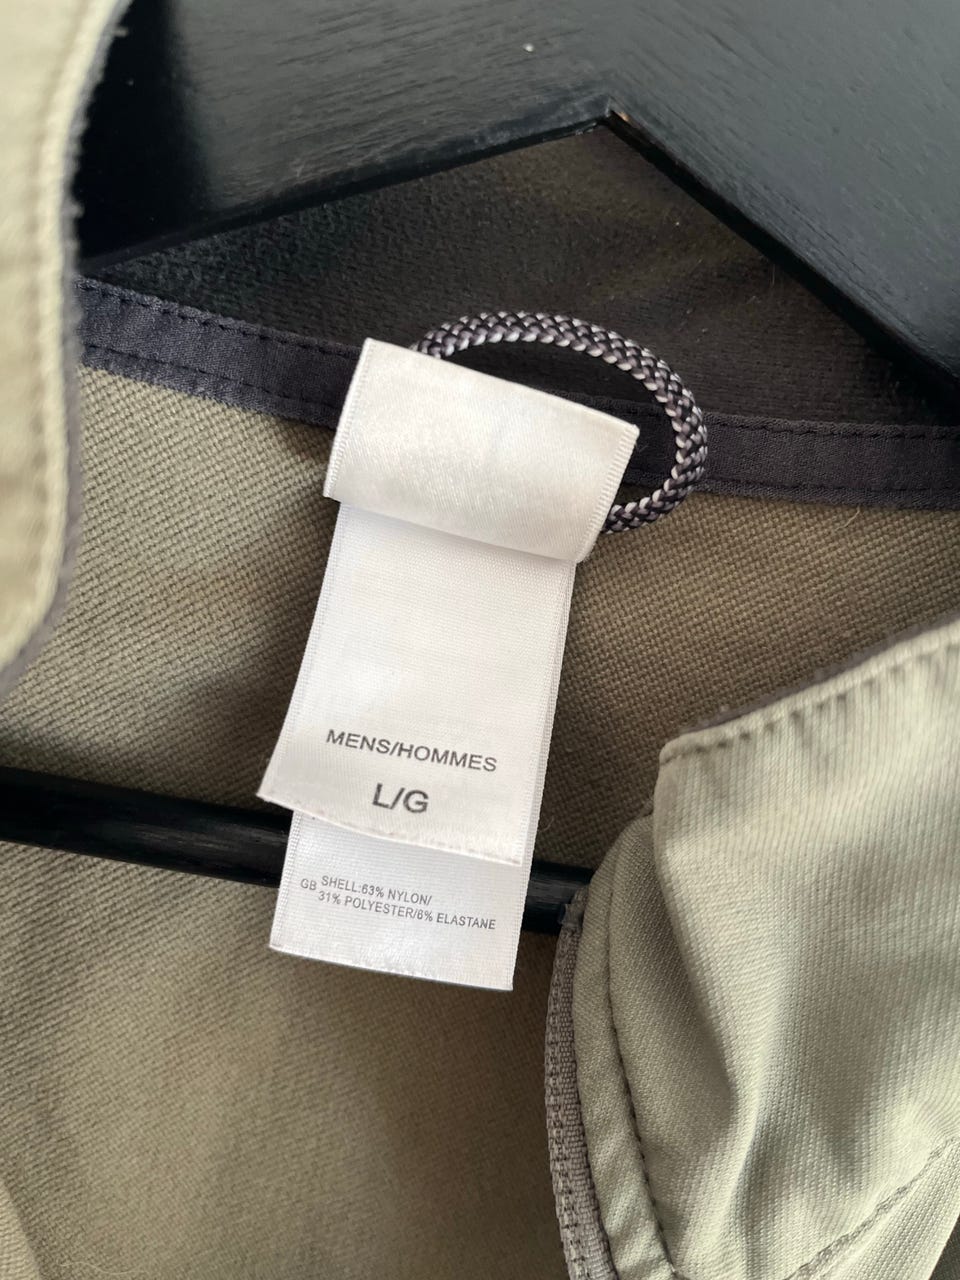 MENS/HOMMES
L/G
GB SHELL:63% NYLON/
31% POLYESTER/6% ELASTANE